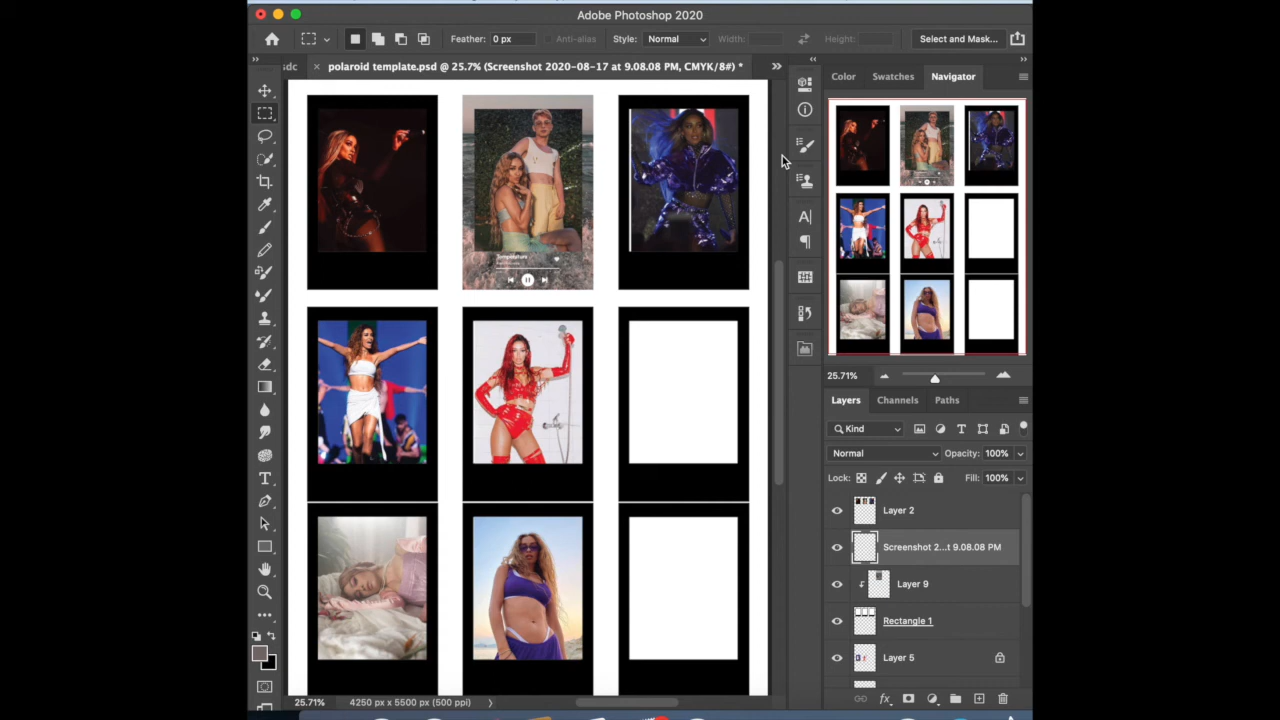 Adobe Photoshop 2020
Feather: 0 px Anti-alias Style: Normal Width: Height: Select and Mask...
sdc × polaroid template.psd @ 25.7% (Screenshot 2020-08-17 at 9.08.08 PM, CMYK/8#) *
Color Swatches Navigator
Temperature
25.71%
Layers Channels Paths
Kind
Normal Opacity: 100%
Lock: Fill: 100%
Layer 2
Screenshot 2...t 9.08.08 PM
Layer 9
Rectangle 1
Layer 5
25.71% 4250 px x 5500 px (500 ppi)